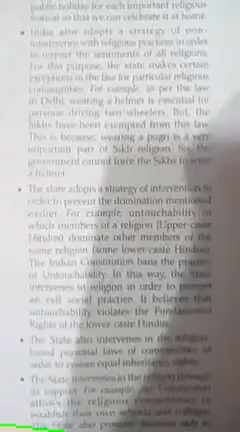 public holiday for each important religious
festival so that we can celebrate it at home.
India also adopts a strategy of non-
interference with religious practices in order
to respect the sentiments of all religions.
For this purpose, the state makes certain
exceptions in the law for particular religious
communities. For example, as per the law
in Delhi, wearing a helmet is essential for
persons driving two-wheelers. But, the
Sikhs have been exempted from this law.
This is because, wearing a pugri is a very
important part of Sikh religion. So, the
government cannot force the Sikhs to wear
a helmet.
The state adopts a strategy of intervention in
order to prevent the domination mentioned
earlier. For example, untouchability in
which members of a religion (Upper-caste
Hindus) dominate other members of the
same religion (some lower-caste Hindus).
The Indian Constitution bans the practice
of Untouchability. In this way, the State
intervenes in religion in order to prevent
an evil social practice. It believes that
untouchability violates the Fundamental
Rights of the lower-caste Hindus.
The State also intervenes in the religion-
based personal laws of communities in
order to ensure equal inheritance
The State intervenes in the religion through
its support. For example, the Constitution
allows the religious communities to
establish their own schools and colleges.
The State also